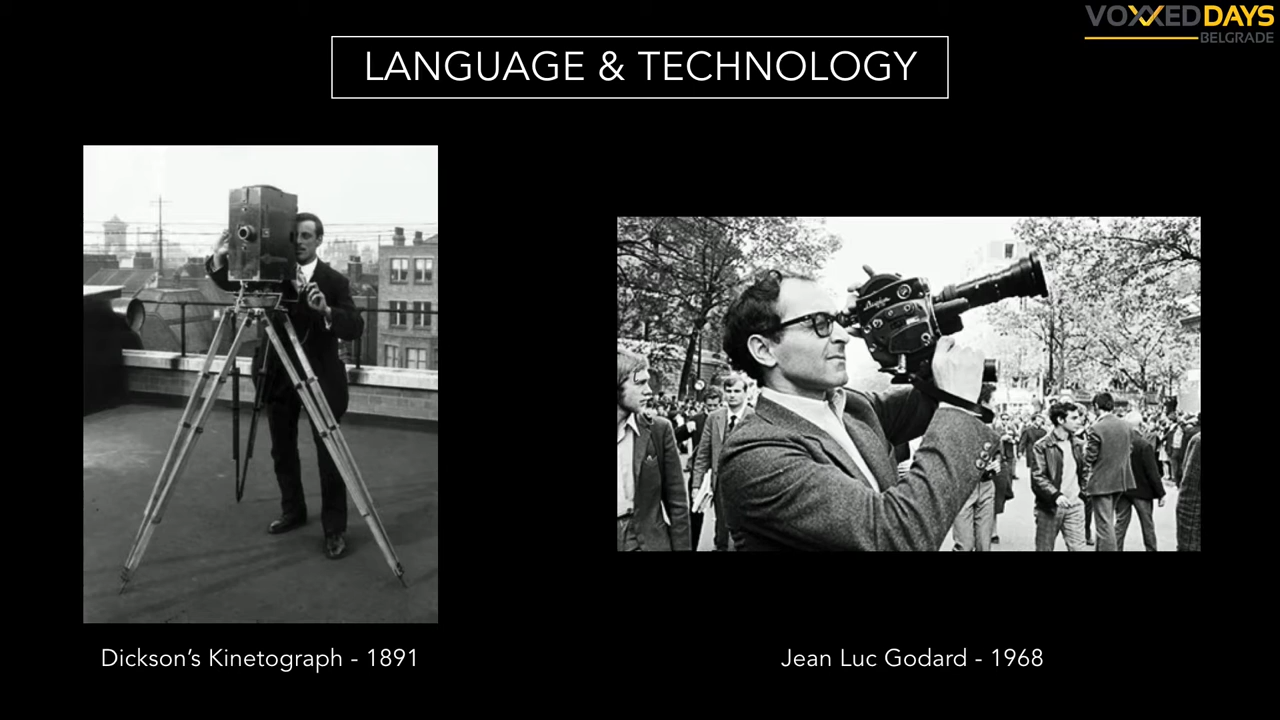 VOXXED DAYS
BELGRADE
LANGUAGE & TECHNOLOGY
Dickson’s Kinetograph - 1891
Jean Luc Godard - 1968